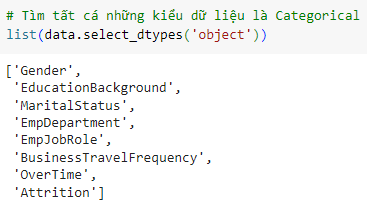 # Tìm tất cá những kiểu dữ liệu là Categorical
list(data.select_dtypes('object'))
['Gender',
'EducationBackground',
'MaritalStatus',
'EmpDepartment',
'EmpJobRole',
'BusinessTravelFrequency',
'OverTime',
'Attrition']